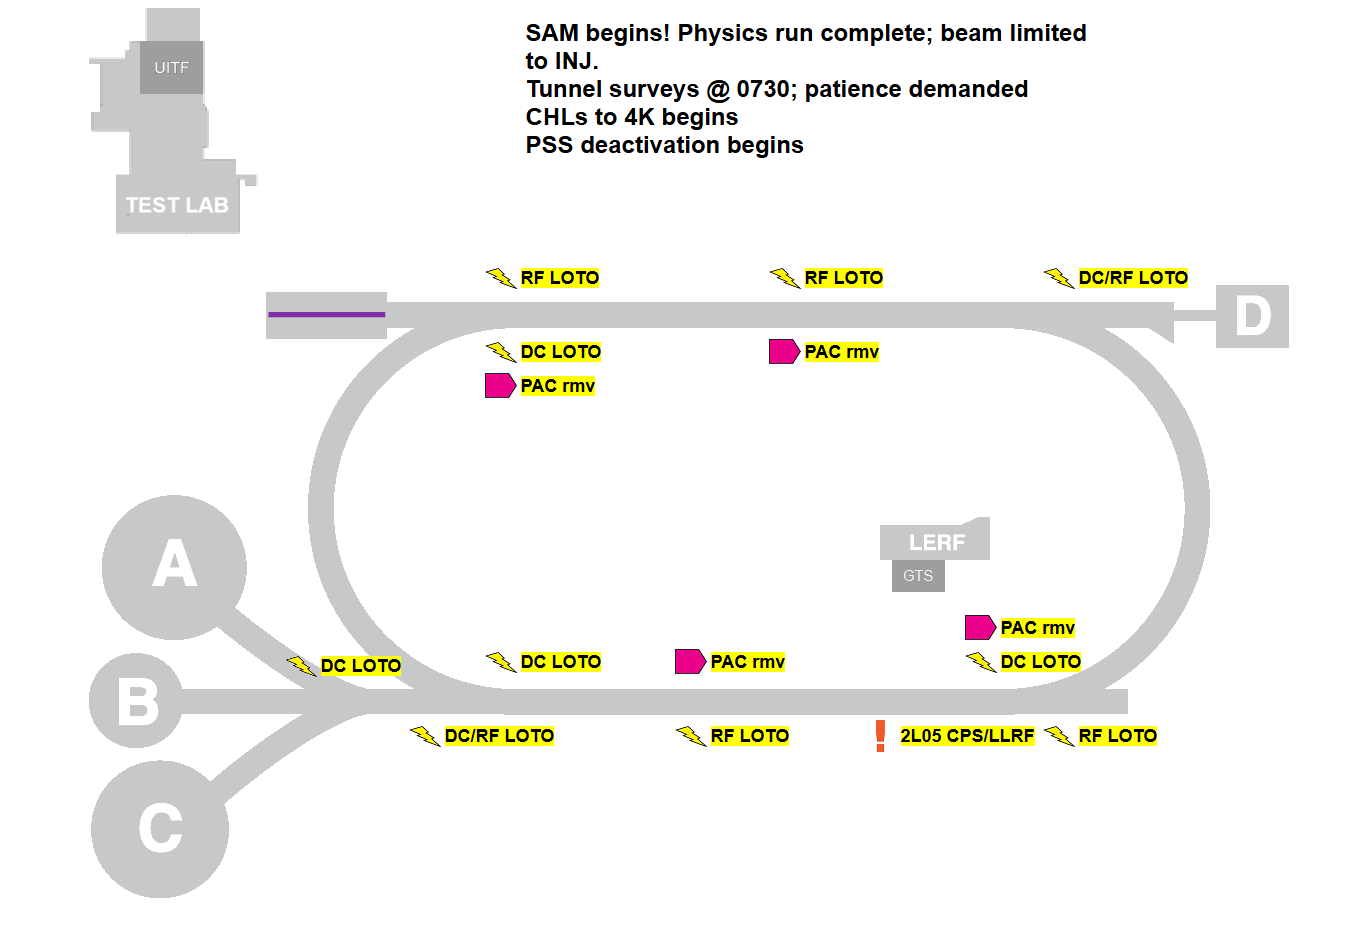 SAM begins! Physics run complete; beam limited
to INJ.
Tunnel surveys @ 0730; patience demanded
CHLs to 4K begins
PSS deactivation begins
UITF
TEST LAB
RF LOTO
RF LOTO
DC/RF LOTO
D
DC LOTO
PAC rmv
PAC rmv
A
LERF
GTS
PAC rmv
DC LOTO
DC LOTO
PAC rmv
DC LOTO
B
DC/RF LOTO
RF LOTO
2L05 CPS/LLRF
RF LOTO
C